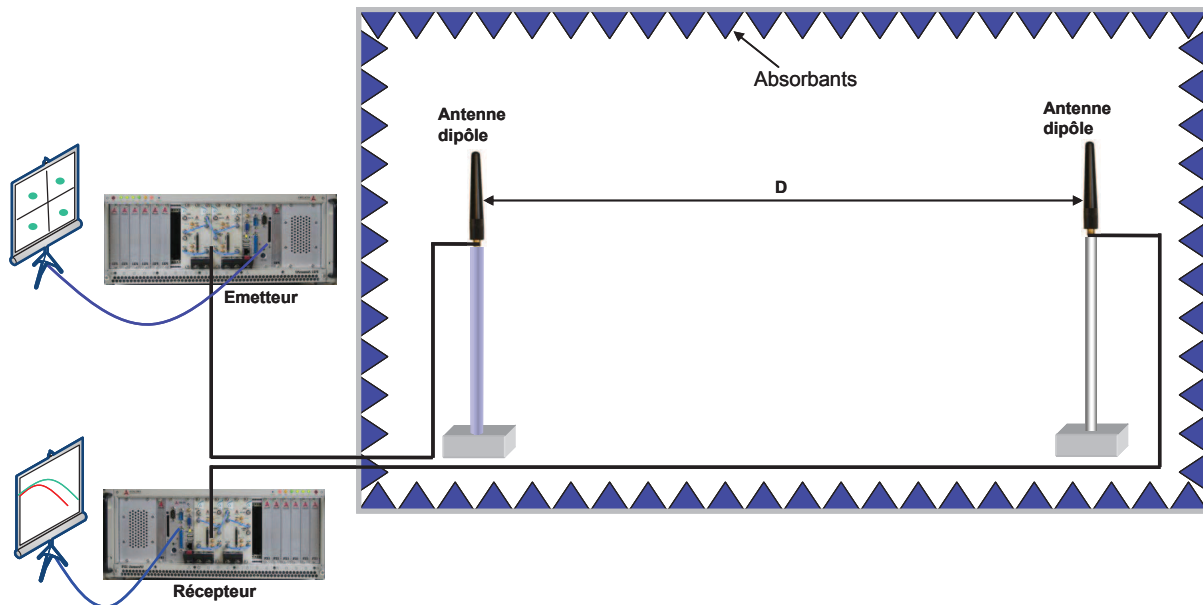 Absorbants
Antenne
dipôle
Antenne
dipôle
D
Emetteur
Récepteur